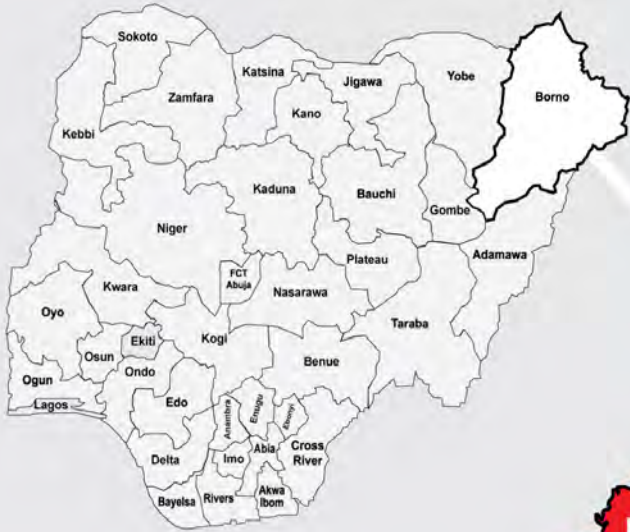 Sokoto
Katsina
Jigawa
Yobe
Borno
Zamfara
Kano
Kebbi
Kaduna
Bauchi
Gombe
Niger
Adamawa
Plateau
FCT
Abuja
Kwara
Nasarawa
Oyo
Taraba
Kogi
Ekiti
Osun
Benue
Ondo
Ogun
Edo
Lagos
Anambra
Enugu
Ebonyi
Abia
Cross
River
Delta
Imo
Bayelsa
Rivers
Akwa
Ibom